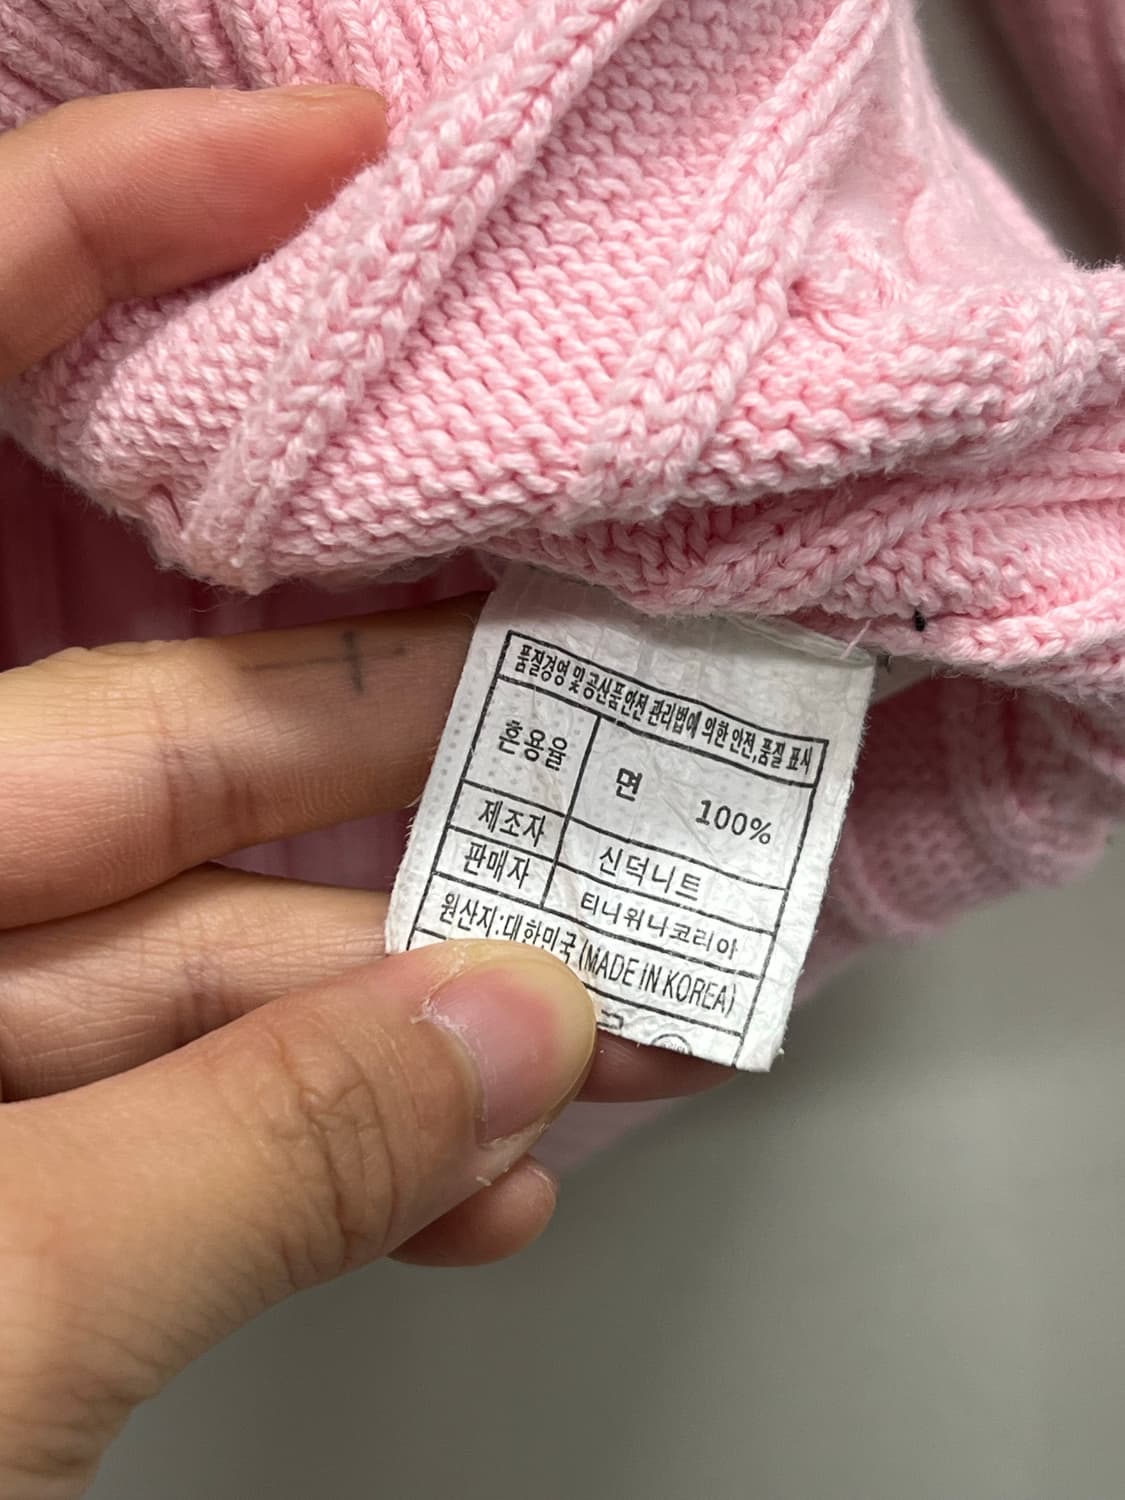 품질경영 및 공산품안전 관리법에 의한 안전,품질 표시
혼용율 면 100%
제조자 신덕니트
판매자 티니위니코리아
원산지:대한민국 (MADE IN KOREA)